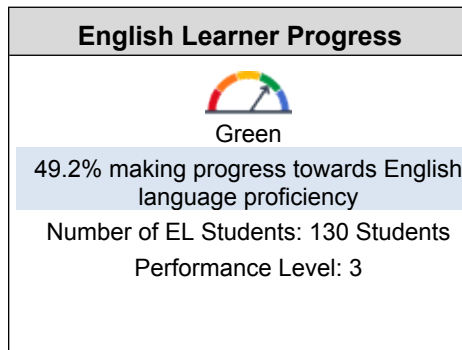 English Learner Progress
Green
49.2% making progress towards English
language proficiency
Number of EL Students: 130 Students
Performance Level: 3